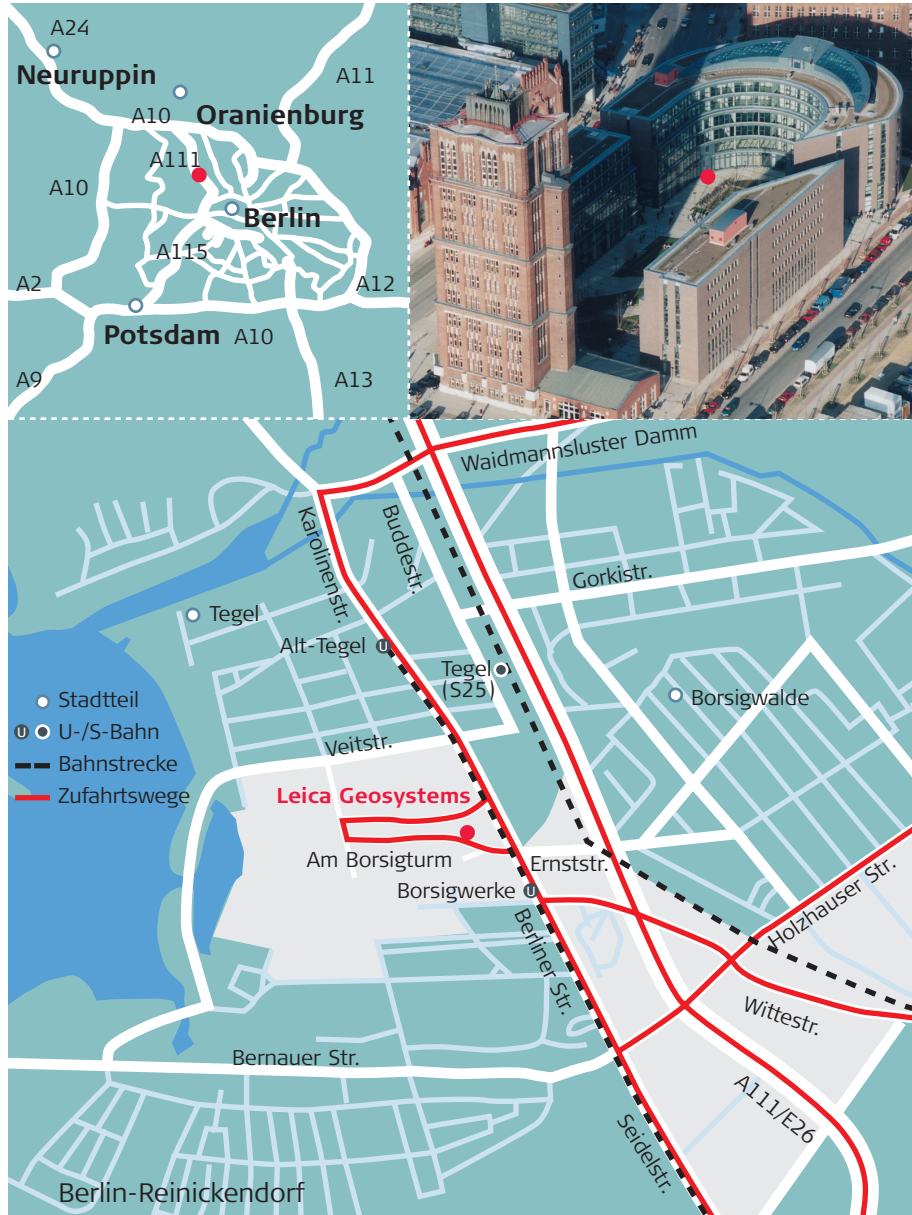 A24
Neuruppin
A11
A10
Oranienburg
A111
A10
Berlin
A115
A2
A12
Potsdam
A10
A9
A13
Waidmannsluster Damm
Karolinenstr.
Buddestr.
Gorkistr.
Tegel
Alt-Tegel
U
Tegel
(S25)
Borsigwalde
Stadtteil
U
U-/S-Bahn
Bahnstrecke
Zufahrtswege
Veitstr.
Leica Geosystems
Am Borsigturm
Ernststr.
Borsigwerke
U
Holzhauser Str.
Berliner Str.
Wittestr.
Bernauer Str.
A111/E26
Seidelstr.
Berlin-Reinickendorf